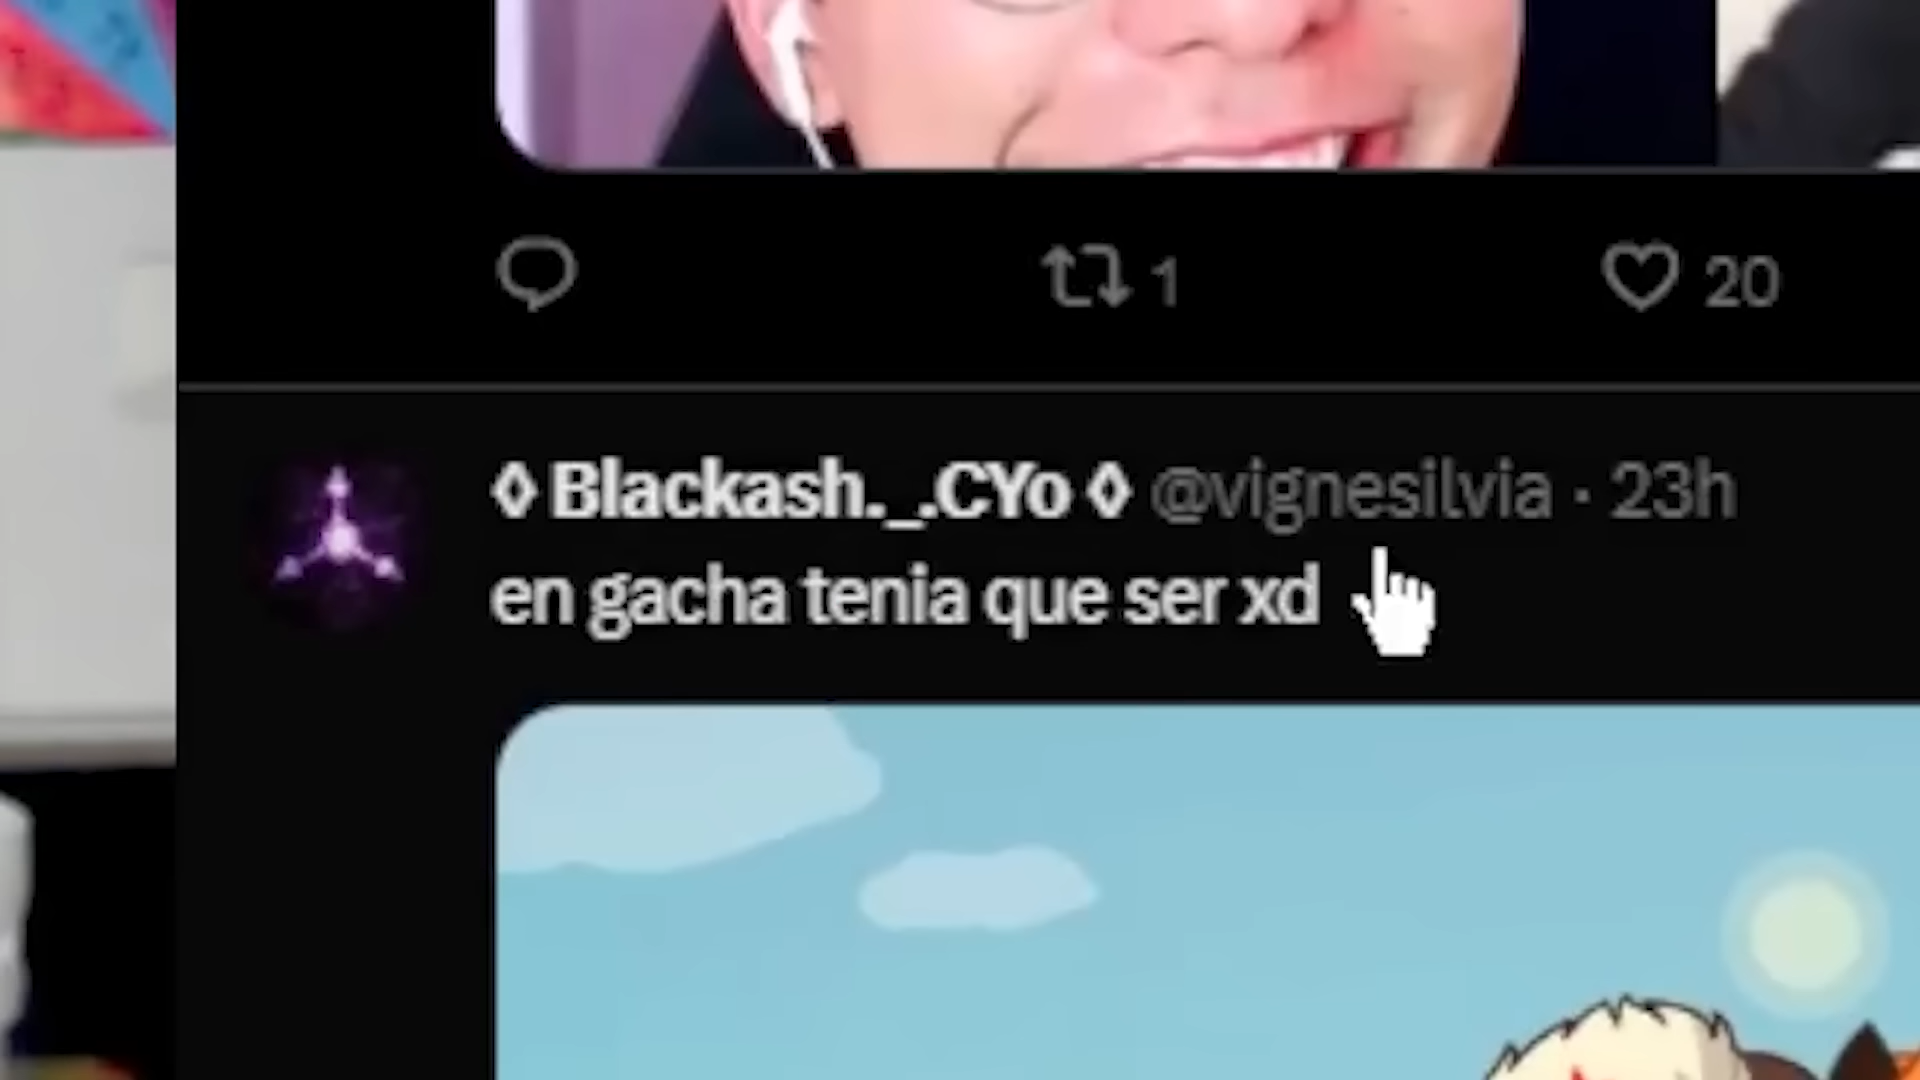 1
20
◊ Blackash._.CYo ◊ @vignesilvia · 23h
en gacha tenia que ser xd